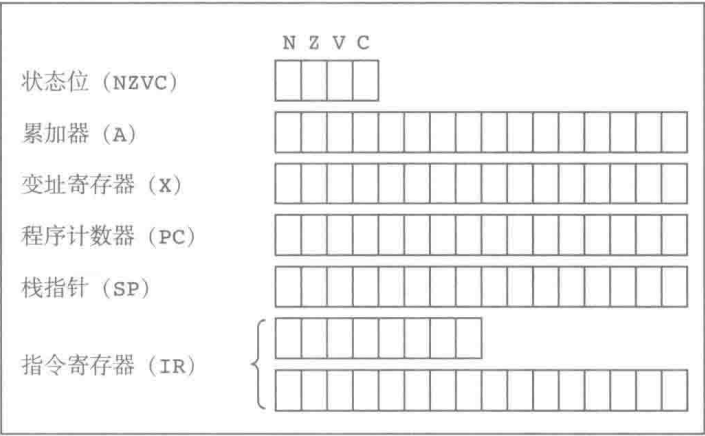 N Z V C
状态位（NZVC）
累加器（A）
变址寄存器（X）
程序计数器（PC）
栈指针（SP）
指令寄存器（IR）